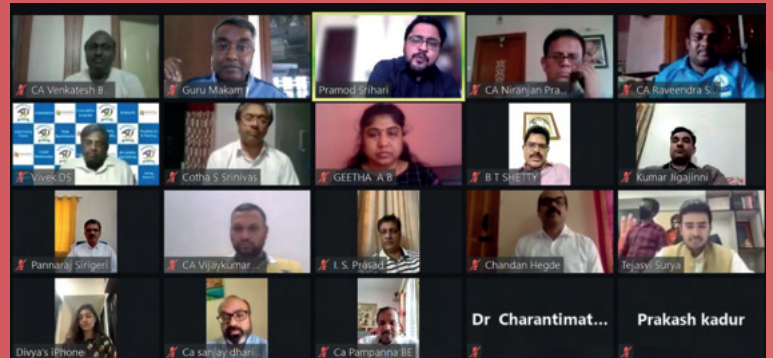 CA Venkatesh B...
Guru Makam
Pramod Srihari
CA Niranjan Pra...
CA Raveendra S...
Vivek DS
Cotha S Srinivas
GEETHA A B
B T SHETTY
Kumar Jigajinni
Pannaraj Sirigeri
CA Vijaykumar ...
I. S. Prasad
Chandan Hegde
Tejasvi Surya
Divya's iPhone
Ca sanjay dhari...
Ca Pampanna BE
Dr Charantimat...
Prakash kadur